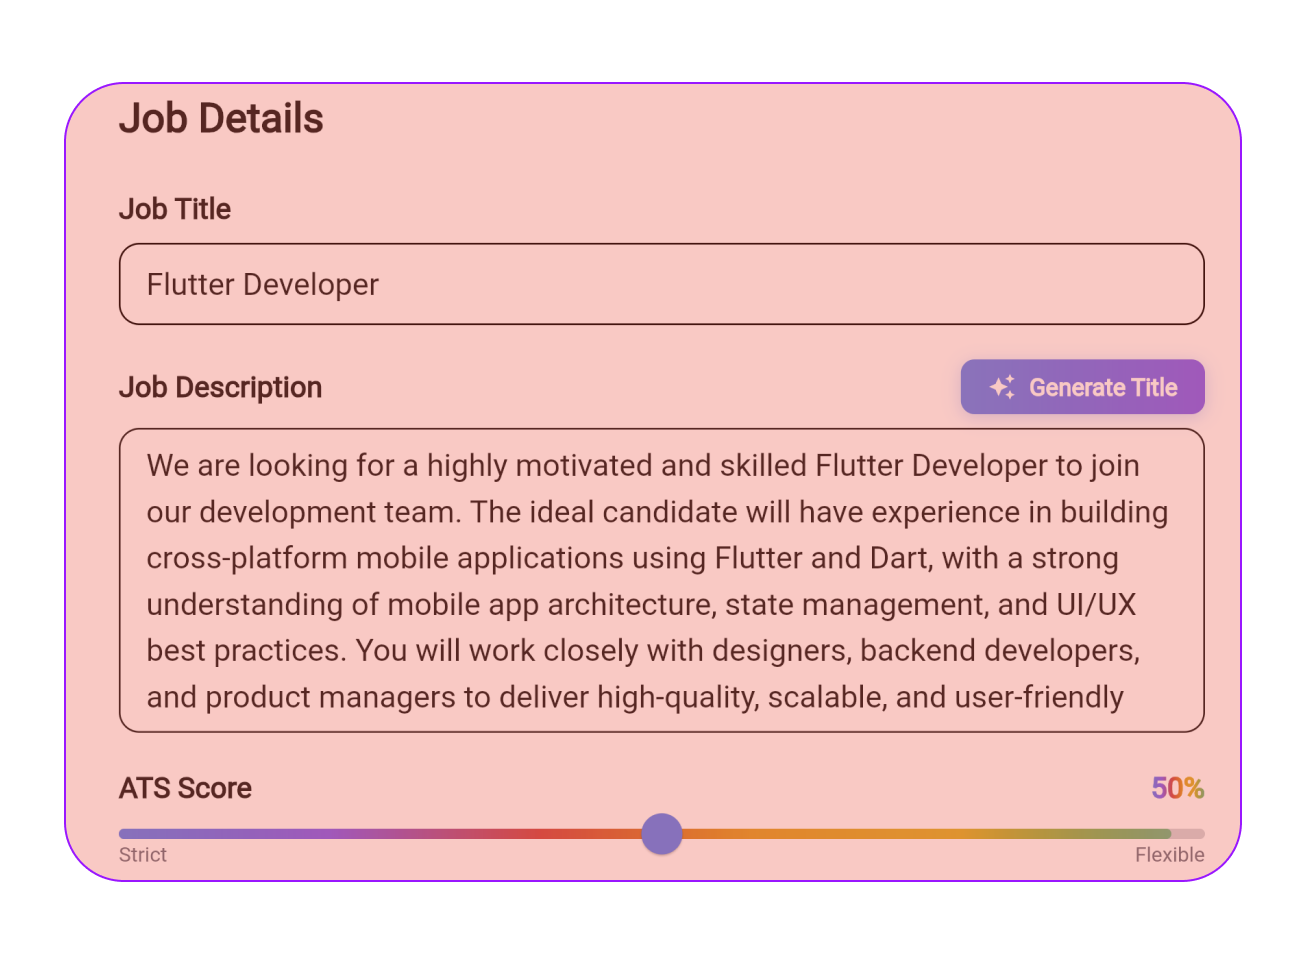 Job Details
Job Title
Flutter Developer
Job Description
Generate Title
We are looking for a highly motivated and skilled Flutter Developer to join
our development team. The ideal candidate will have experience in building
cross-platform mobile applications using Flutter and Dart, with a strong
understanding of mobile app architecture, state management, and UI/UX
best practices. You will work closely with designers, backend developers,
and product managers to deliver high-quality, scalable, and user-friendly
ATS Score
50%
Strict
Flexible